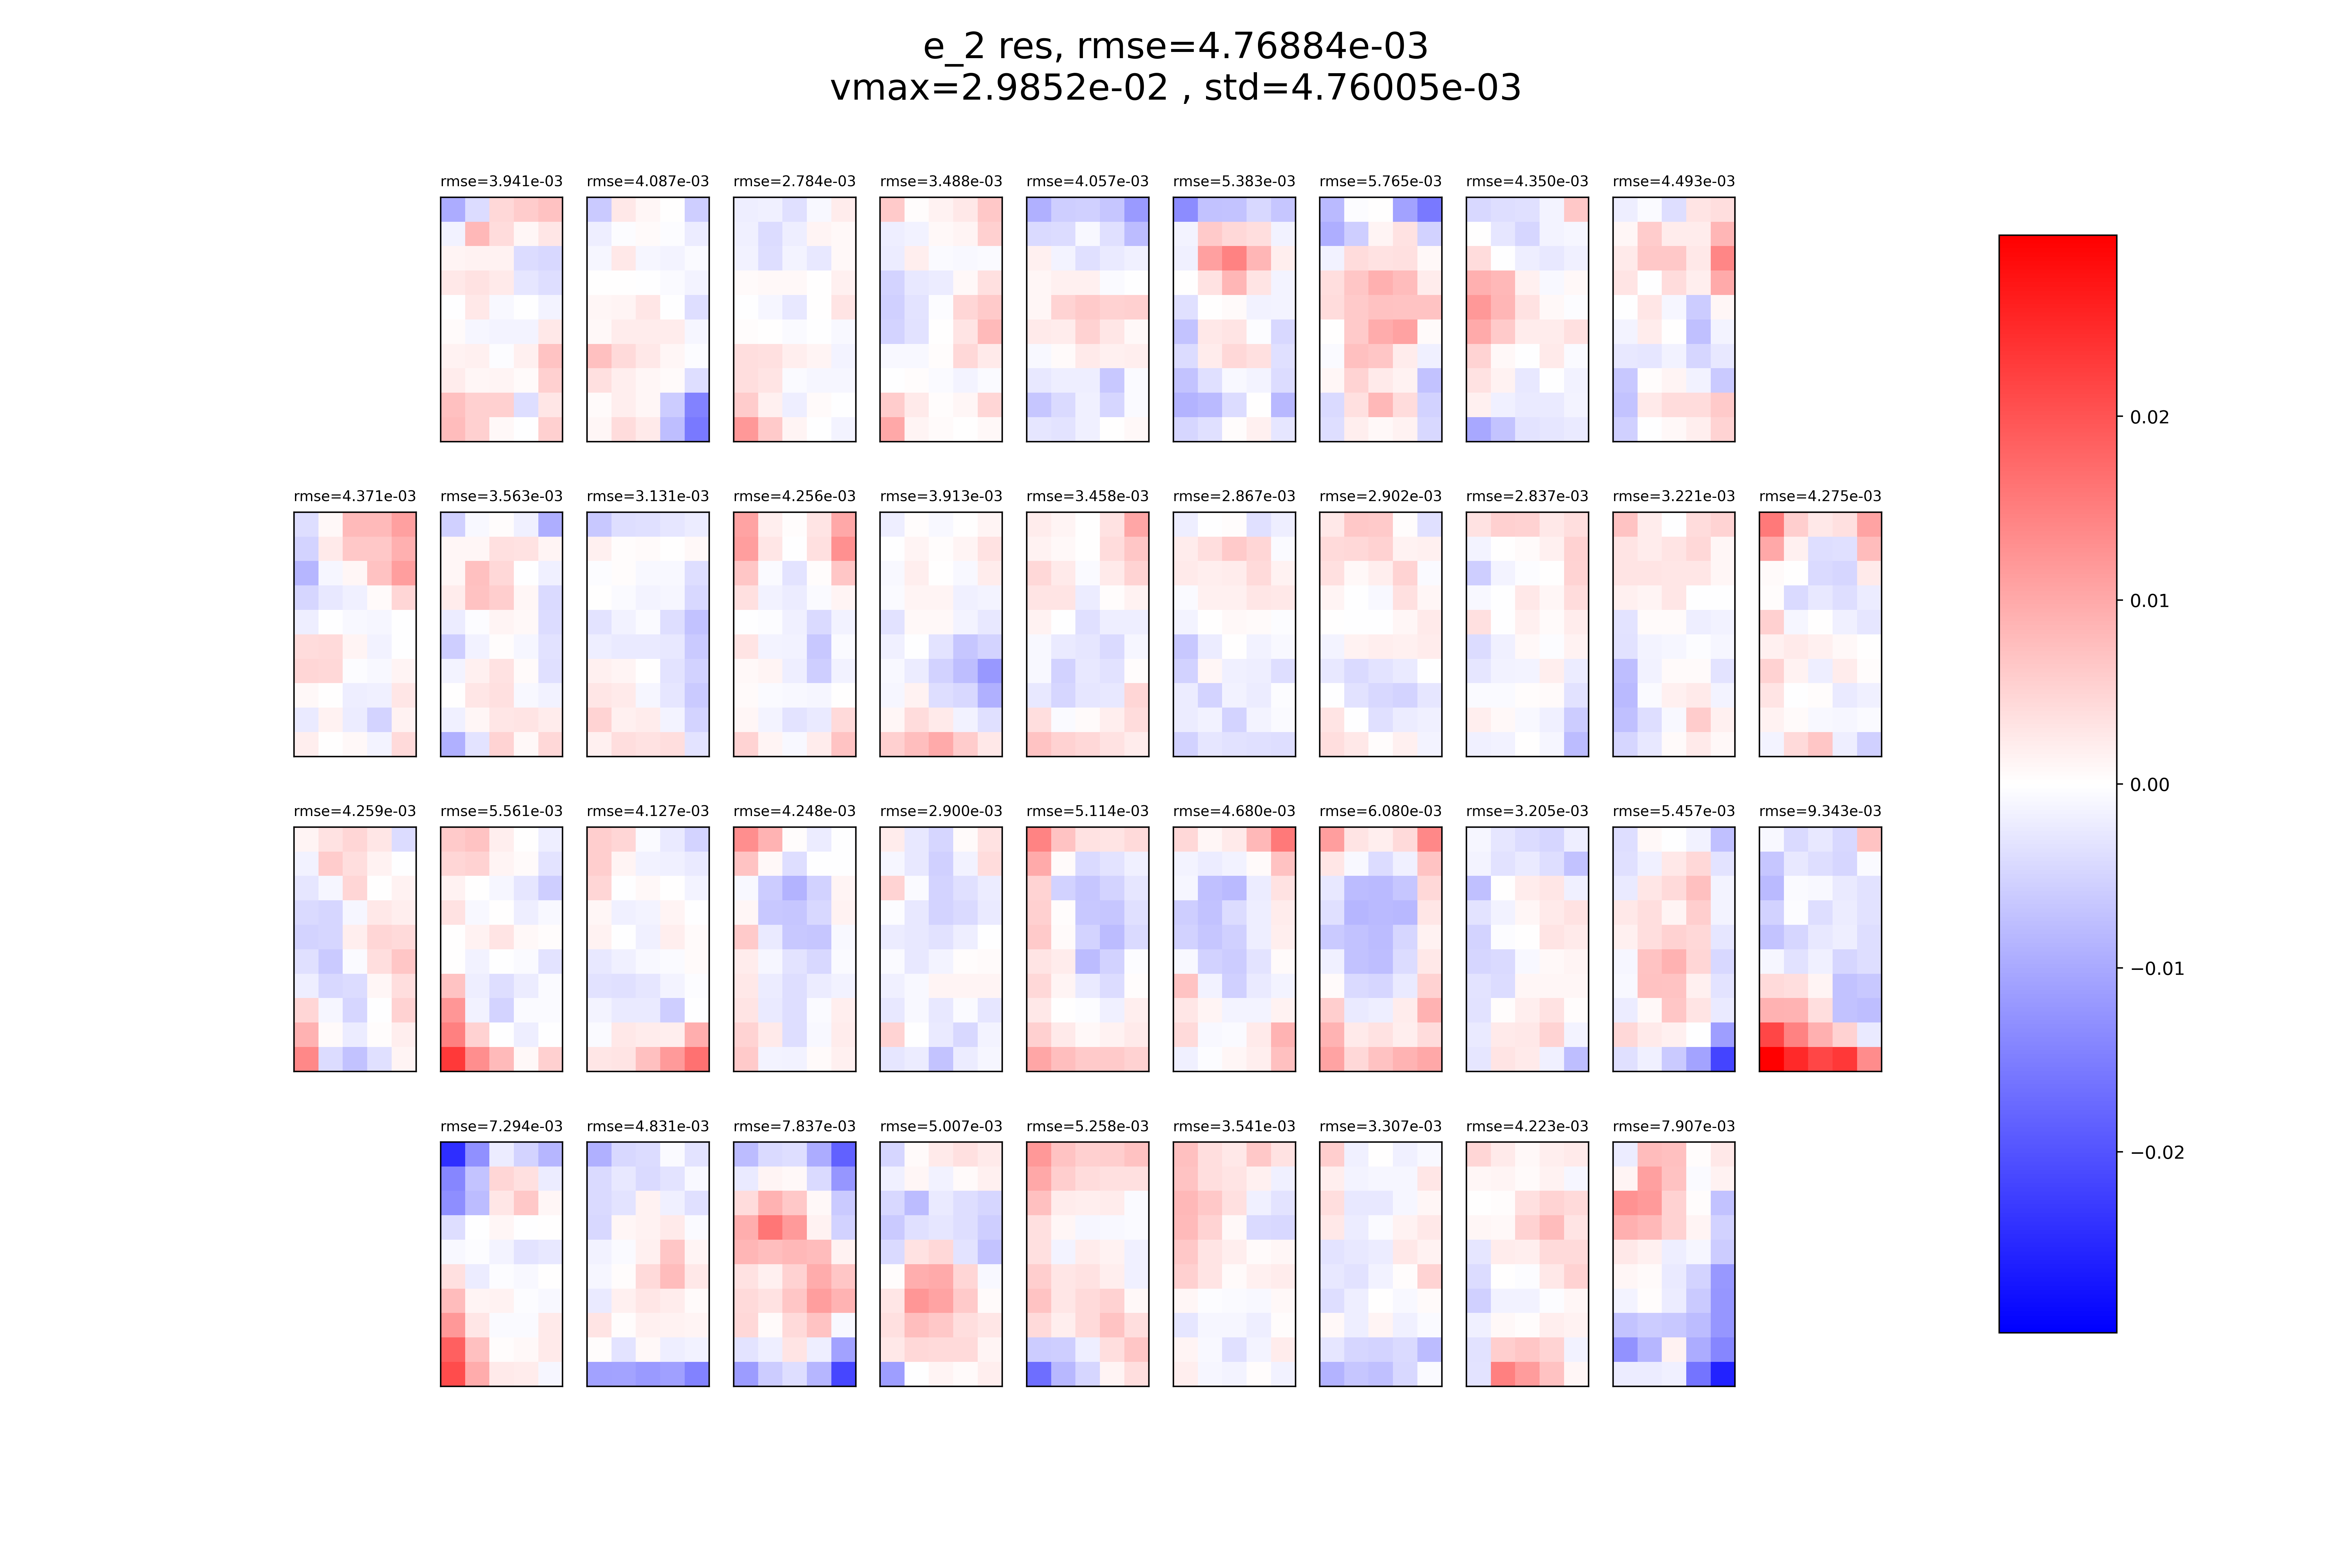 e_2 res, rmse=4.76884e-03
vmax=2.9852e-02 , std=4.76005e-03
rmse=3.941e-03 rmse=4.087e-03 rmse=2.784e-03 rmse=3.488e-03 rmse=4.057e-03 rmse=5.383e-03 rmse=5.765e-03 rmse=4.350e-03 rmse=4.493e-03
0.02
rmse=4.371e-03 rmse=3.563e-03 rmse=3.131e-03 rmse=4.256e-03 rmse=3.913e-03 rmse=3.458e-03 rmse=2.867e-03 rmse=2.902e-03 rmse=2.837e-03 rmse=3.221e-03 rmse=4.275e-03
0.01
0.00
rmse=4.259e-03 rmse=5.561e-03 rmse=4.127e-03 rmse=4.248e-03 rmse=2.900e-03 rmse=5.114e-03 rmse=4.680e-03 rmse=6.080e-03 rmse=3.205e-03 rmse=5.457e-03 rmse=9.343e-03
−0.01
rmse=7.294e-03 rmse=4.831e-03 rmse=7.837e-03 rmse=5.007e-03 rmse=5.258e-03 rmse=3.541e-03 rmse=3.307e-03 rmse=4.223e-03 rmse=7.907e-03
−0.02